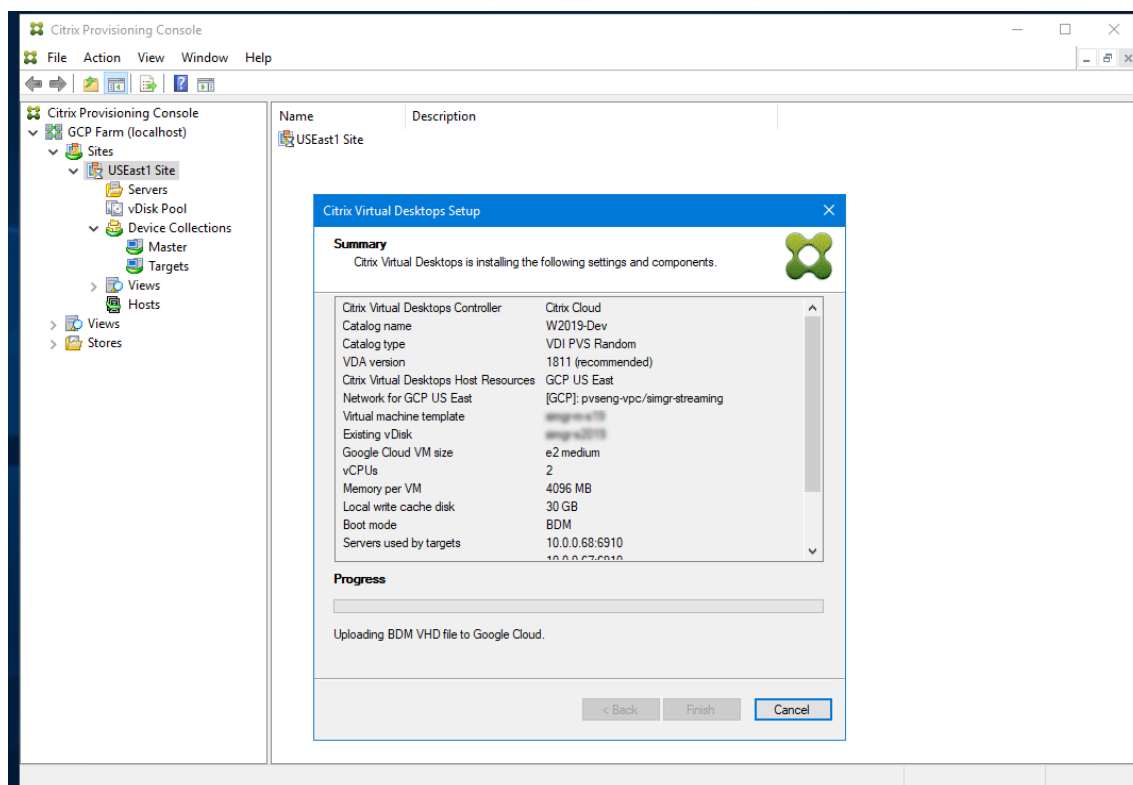 Citrix Provisioning Console
File Action View Window Help
Citrix Provisioning Console
GCP Farm (localhost)
Sites
USEast1 Site
Servers
vDisk Pool
Device Collections
Master
Targets
Views
Hosts
Views
Stores
Name Description
USEast1 Site
Citrix Virtual Desktops Setup
Summary
Citrix Virtual Desktops is installing the following settings and components.
Citrix Virtual Desktops Controller Citrix Cloud
Catalog name W2019-Dev
Catalog type VDI PVS Random
VDA version 1811 (recommended)
Citrix Virtual Desktops Host Resources GCP US East
Network for GCP US East [GCP]: pvseng-vpc/simgr-streaming
Virtual machine template
Existing vDisk
Google Cloud VM size e2 medium
vCPUs 2
Memory per VM 4096 MB
Local write cache disk 30 GB
Boot mode BDM
Servers used by targets 10.0.0.68:6910
10.0.0.67:6910
Progress
Uploading BDM VHD file to Google Cloud.
< Back Finish Cancel